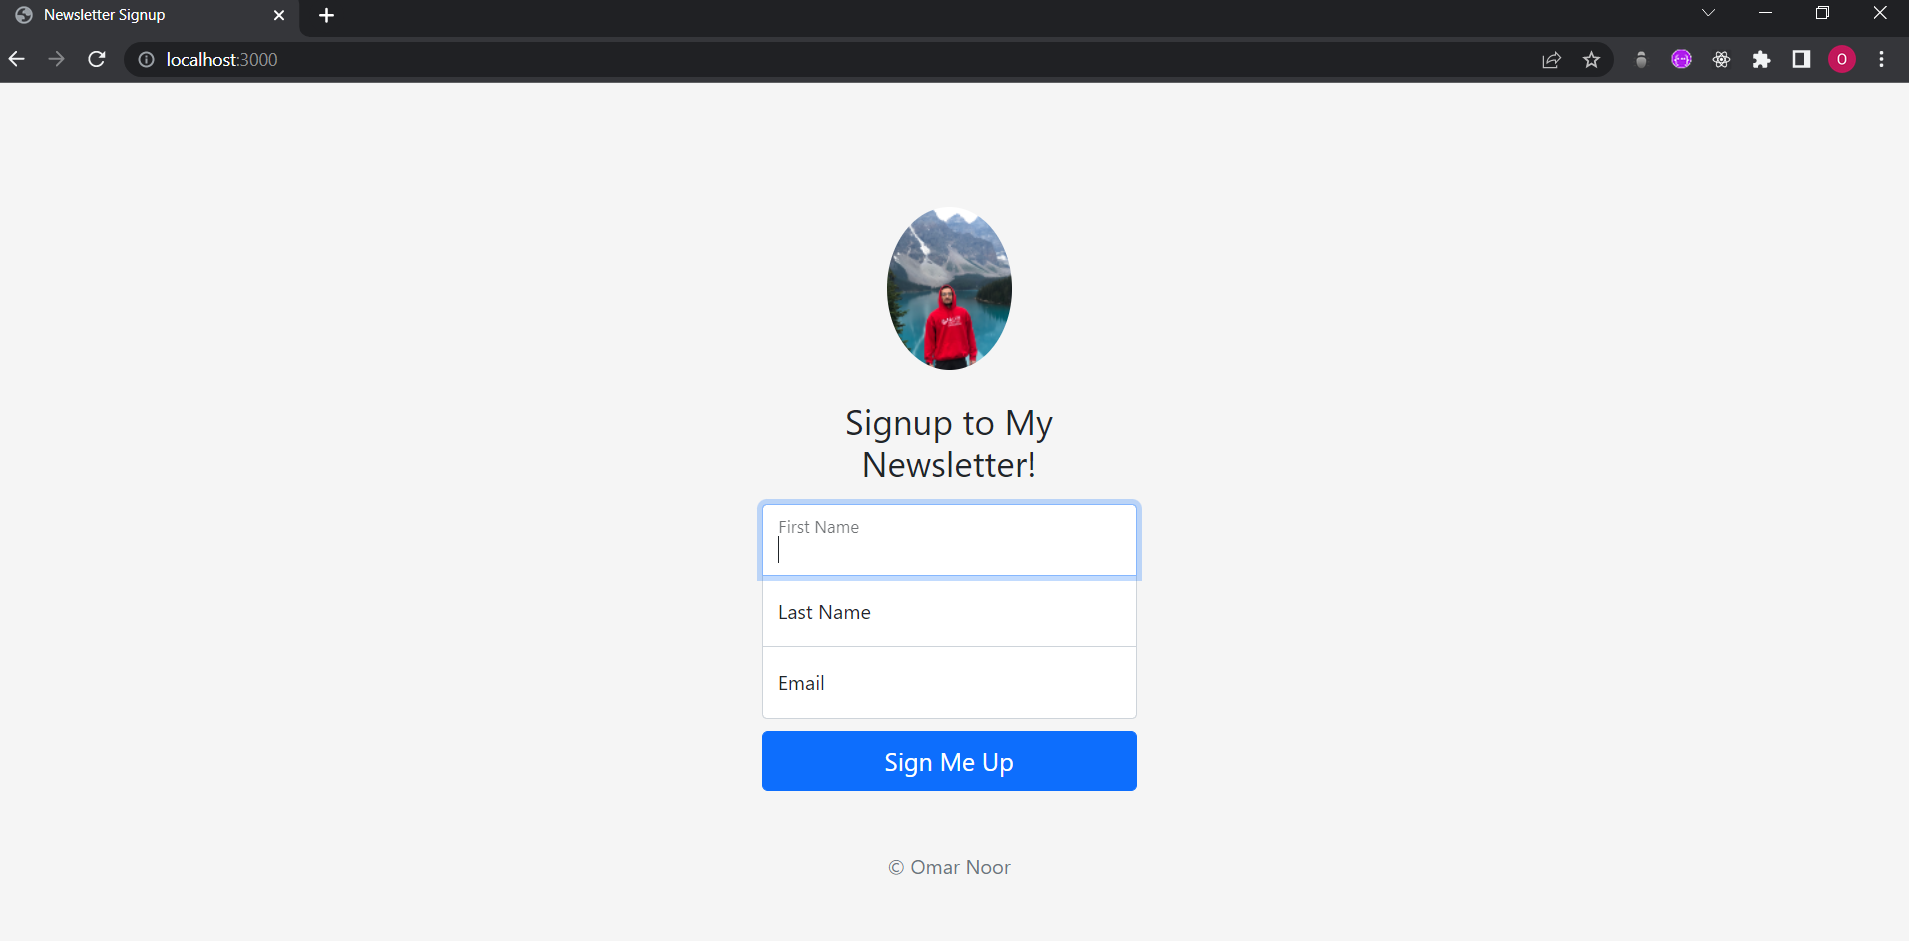 Newsletter Signup
localhost:3000
O
Signup to My
Newsletter!
First Name
Last Name
Email
Sign Me Up
© Omar Noor